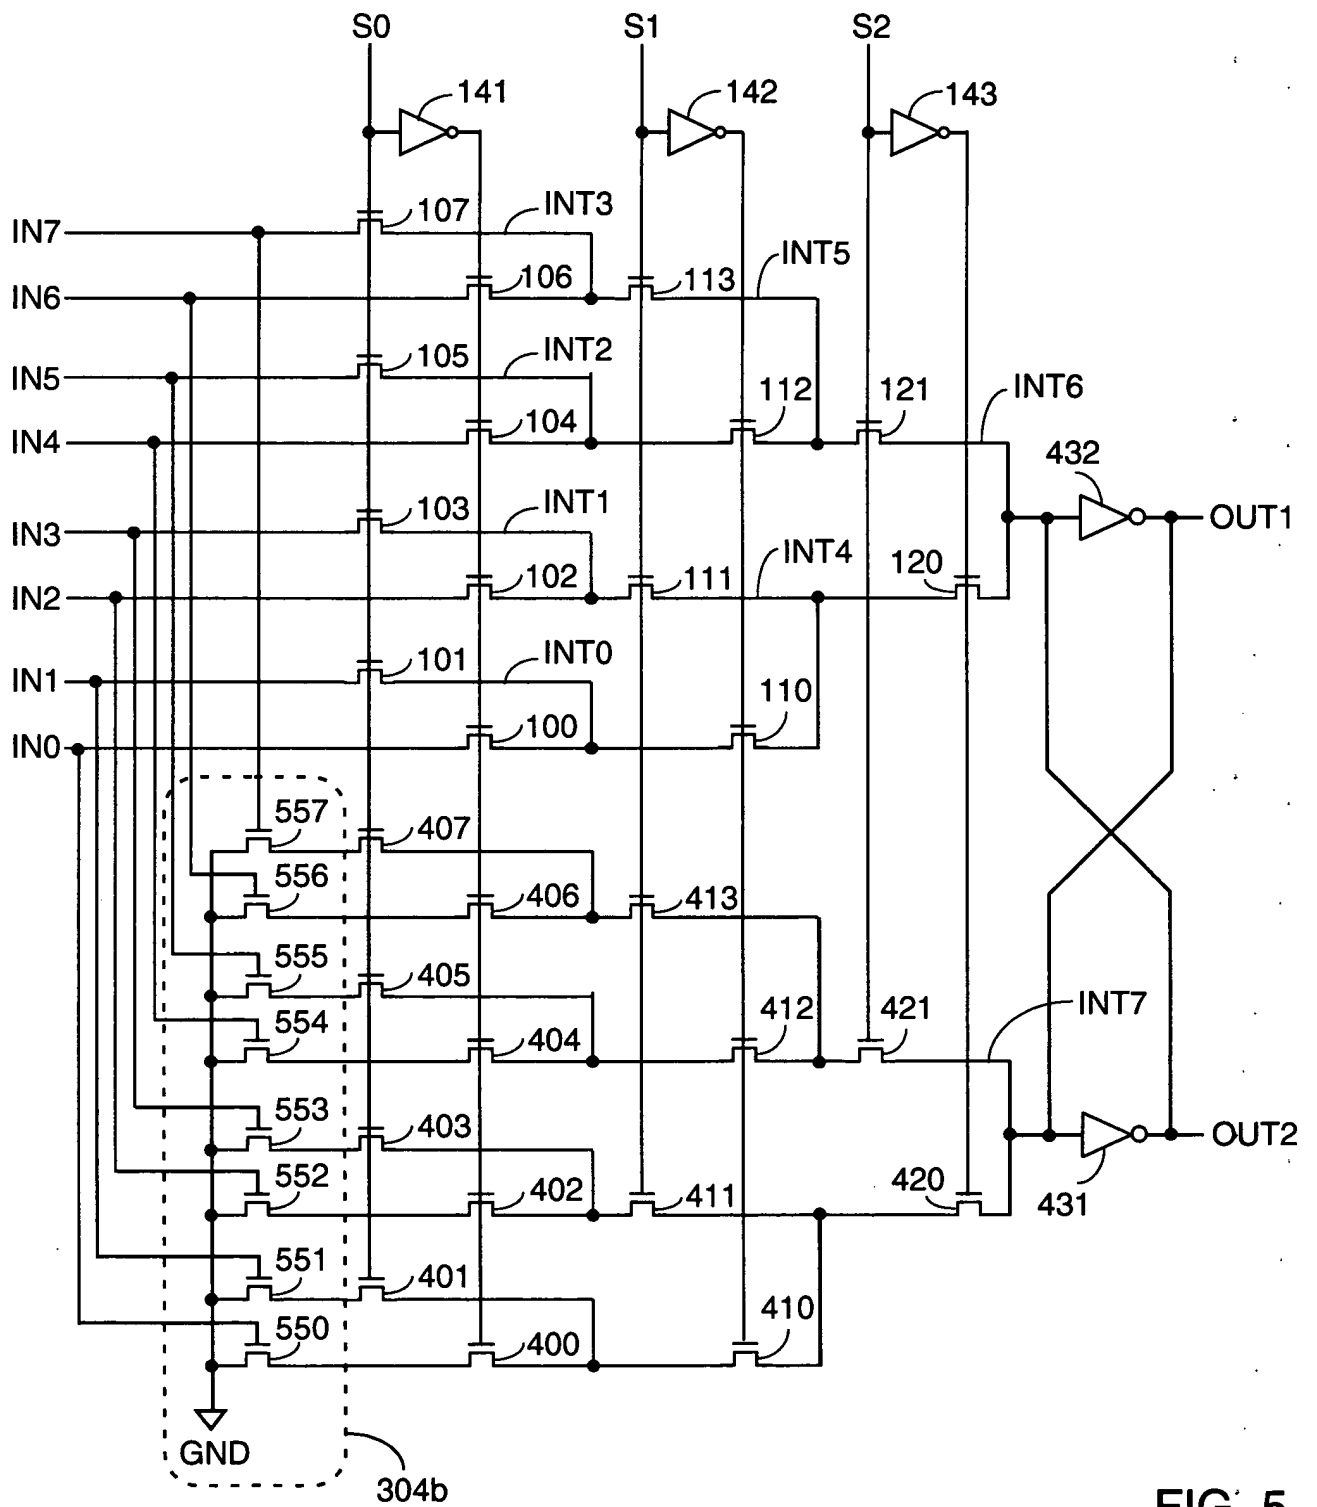 S0 S1 S2
141 142 143
IN7 107 INT3
IN6 106 113 INT5
IN5 105 INT2
IN4 104 112 121 INT6
432
OUT1
IN3 103 INT1
IN2 102 111 INT4 120
IN1 101 INT0
IN0 100 110
557 407
556 406 413
555 405
554 404 412 421 INT7
553 403
OUT2
552 402 411 420 431
551 401
550 400 410
GND
304b
FIG. 5